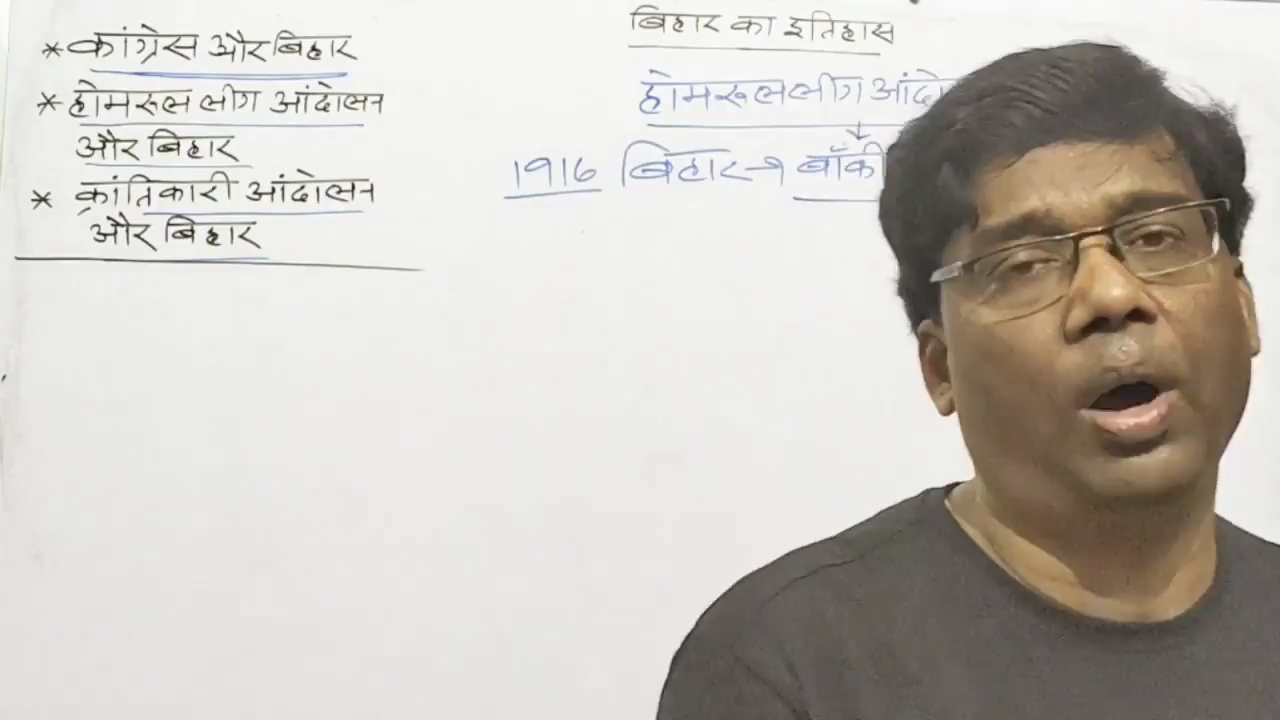 * कांग्रेस और बिहार
* होमरूल लीग आंदोलन
और बिहार
* क्रांतिकारी आंदोलन
और बिहार
बिहार का इतिहास
होमरूल लीग
1916 बिहार→